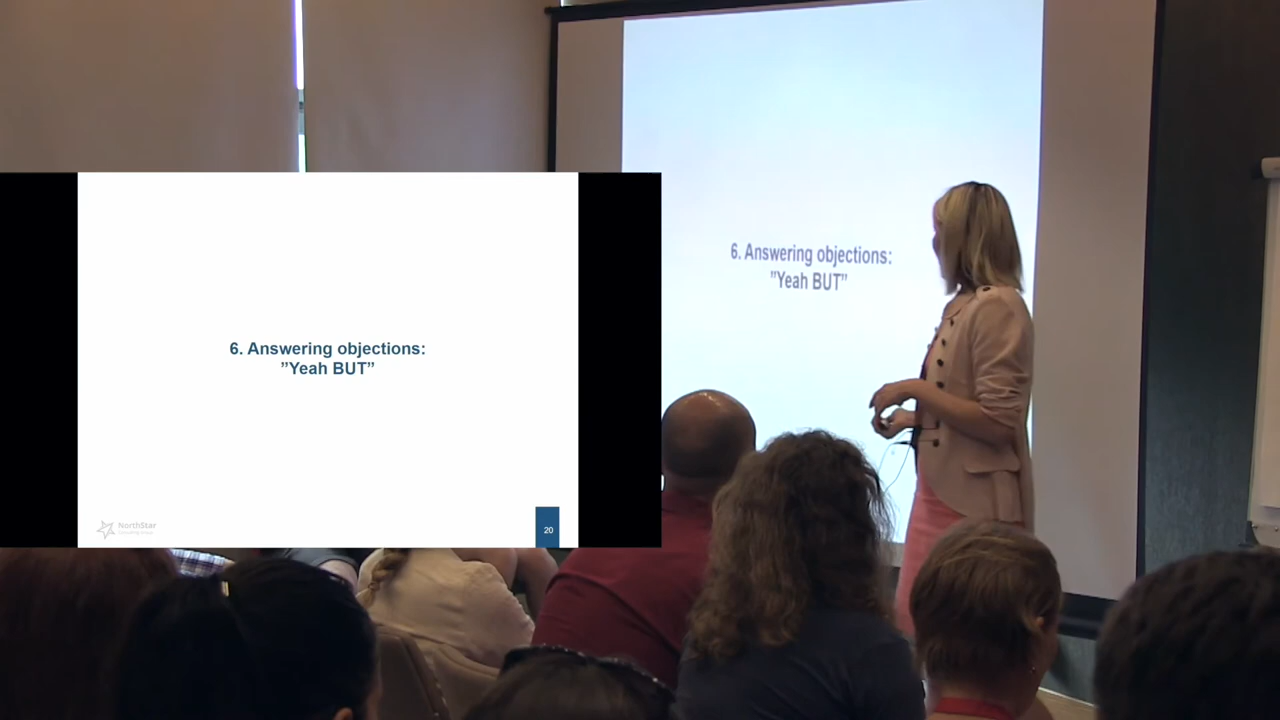 6. Answering objections:
”Yeah BUT”
NorthStar
20
6. Answering objections:
”Yeah BUT”